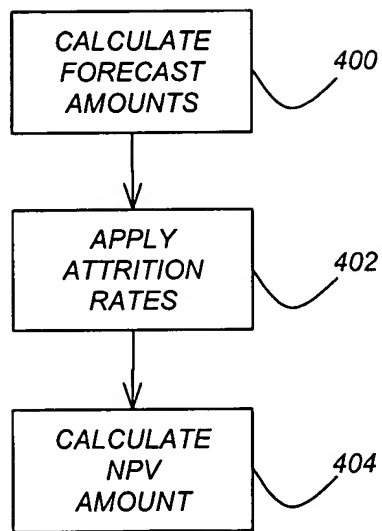 CALCULATE
FORECAST
AMOUNTS
400
APPLY
ATTRITION
RATES
402
CALCULATE
NPV
AMOUNT
404